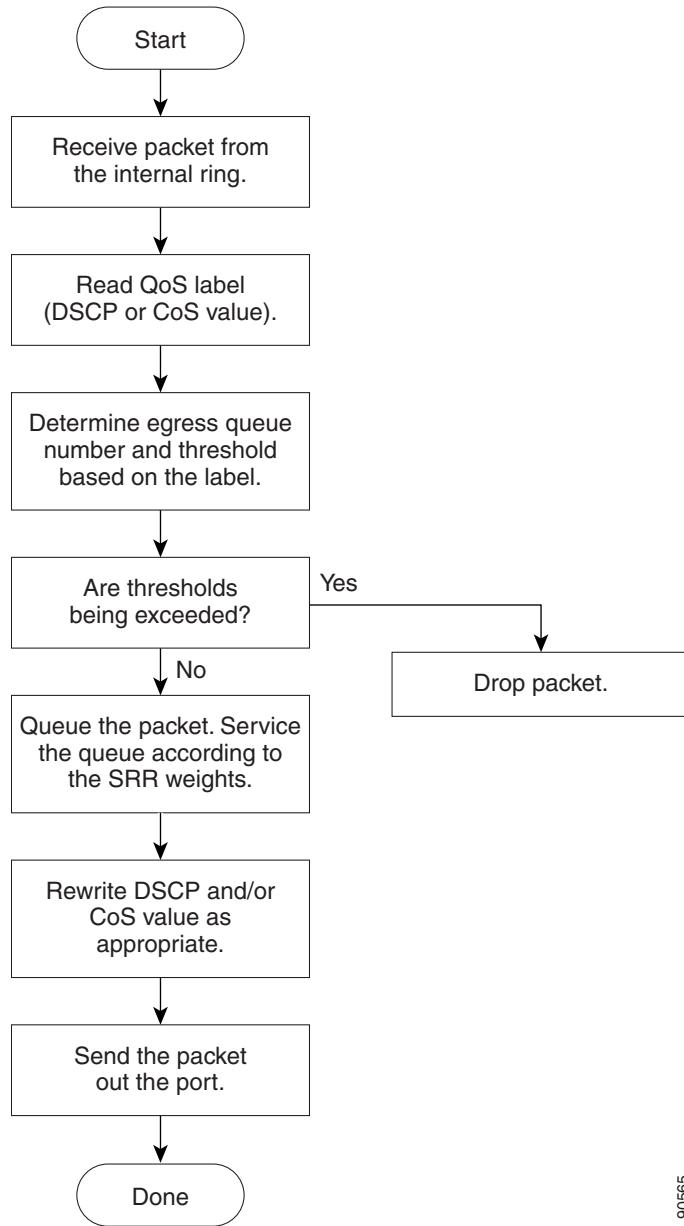 Start
Receive packet from
the internal ring.
Read QoS label
(DSCP or CoS value).
Determine egress queue
number and threshold
based on the label.
Are thresholds
being exceeded?
Yes
No
Drop packet.
Queue the packet. Service
the queue according to
the SRR weights.
Rewrite DSCP and/or
CoS value as
appropriate.
Send the packet
out the port.
Done
90565